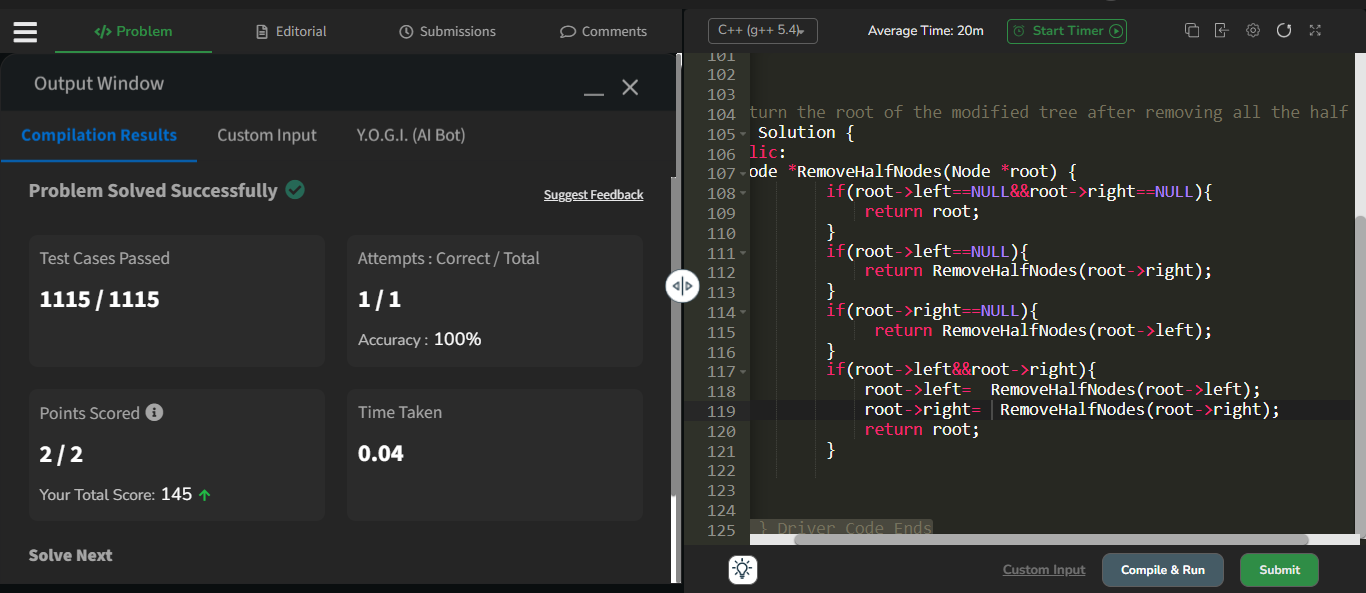 Problem
Editorial
Submissions
Comments
Output Window
Compilation Results
Custom Input
Y.O.G.I. (AI Bot)
Problem Solved Successfully
Suggest Feedback
Test Cases Passed
1115 / 1115
Attempts : Correct / Total
1 / 1
Accuracy : 100%
Points Scored
2 / 2
Your Total Score: 145
Time Taken
0.04
Solve Next
C++ (g++ 5.4)
Average Time: 20m
Start Timer
101
102
103
104 turn the root of the modified tree after removing all the half
105 Solution {
106 lic:
107 ode *RemoveHalfNodes(Node *root) {
108 if(root->left==NULL&&root->right==NULL){
109 return root;
110 }
111 if(root->left==NULL){
112 return RemoveHalfNodes(root->right);
113 }
114 if(root->right==NULL){
115 return RemoveHalfNodes(root->left);
116 }
117 if(root->left&&root->right){
118 root->left=  RemoveHalfNodes(root->left);
119 root->right=  RemoveHalfNodes(root->right);
120 return root;
121 }
122
123
124
125 } Driver Code Ends
Custom Input
Compile & Run
Submit